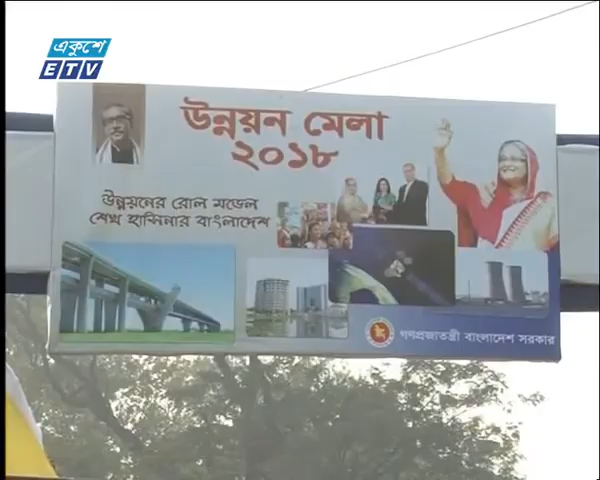 একুশে
ETV
উন্নয়ন মেলা
২০১৮
উন্নয়নের রোল মডেল
শেখ হাসিনার বাংলাদেশ
গণপ্রজাতন্ত্রী বাংলাদেশ সরকার